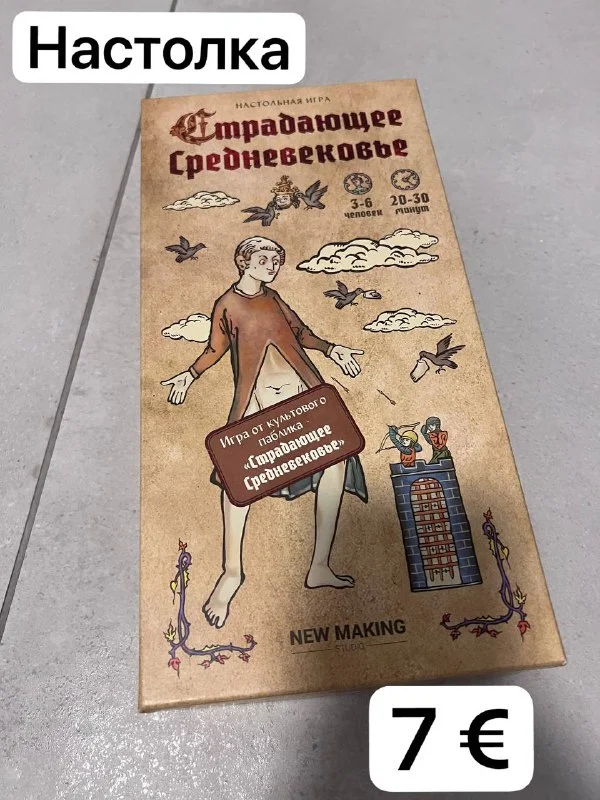 Настолка
НАСТОЛЬНАЯ ИГРА
Страдающее
Средневековье
3-6
человек
20-30
минут
Игра от культового
паблика
«Страдающее
Средневековье»
NEW MAKING
STUDIO
7 €